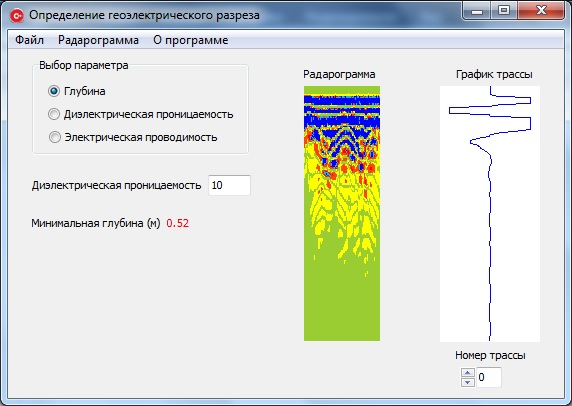 Определение геоэлектрического разреза
Файл Радарограмма О программе
Выбор параметра
Глубина
Диэлектрическая проницаемость
Электрическая проводимость
Диэлектрическая проницаемость 10
Минимальная глубина (м) 0.52
Радарограмма
График трассы
Номер трассы
0